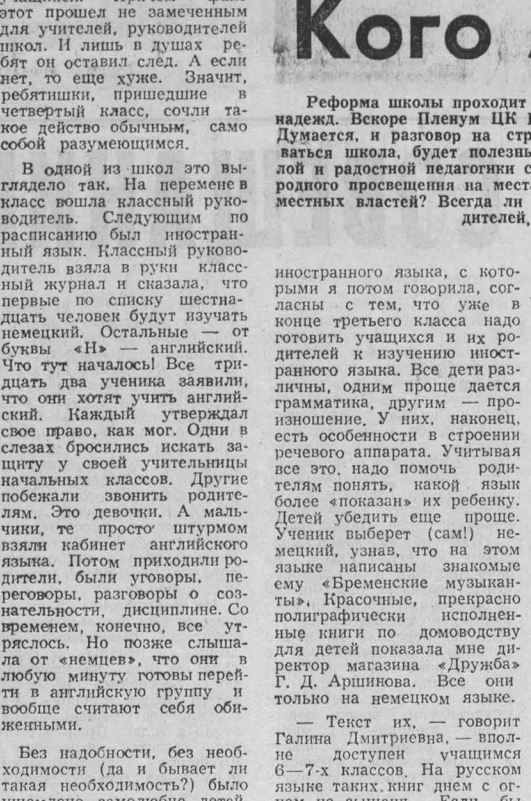 этот прошел не замеченным
для учителей, руководителей
школ. И лишь в душах ре-
бят он оставил след. А если
нет, то еще хуже. Значит,
ребятишки, пришедшие в
четвертый класс, сочли та-
кое действо обычным, само
собой разумеющимся.
В одной из школ это вы-
глядело так. На перемене в
класс вошла классный руко-
водитель. Следующим по
расписанию был иностран-
ный язык. Классный руково-
дитель взяла в руки класс-
ный журнал и сказала, что
первые по списку шестна-
дцать человек будут изучать
немецкий. Остальные — от
буквы «Н» — английский.
Что тут началось! Все три-
дцать два ученика заявили,
что они хотят учить англий-
ский. Каждый утверждал
свое право, как мог. Одни в
слезах бросились искать за-
щиту у своей учительницы
начальных классов. Другие
побежали звонить родите-
лям. Это девочки. А маль-
чики, те просто штурмом
взяли кабинет английского
языка. Потом приходили ро-
дители, были уговоры, пе-
реговоры, разговоры о соз-
нательности, дисциплине. Со
временем, конечно, все ут-
ряслось. Но позже слыша-
ла от «немцев», что они в
любую минуту готовы перей-
ти в английскую группу и
вообще считают себя оби-
женными.
Без надобности, без необ-
ходимости (да и бывает ли
такая необходимость?) было
Кого
Реформа школы проходит
надежд. Вскоре Пленум ЦК
Думается, и разговор на стр
ваться школа, будет полезнь
лой и радостной педагогики с
родного просвещения на мест
местных властей? Всегда ли
дителей,
иностранного языка, с кото-
рыми я потом говорила, сог-
ласны с тем, что уже в
конце третьего класса надо
готовить учащихся и их ро-
дителей к изучению иност-
ранного языка. Все дети раз-
личны, одним проще дается
грамматика, другим — про-
изношение. У них, наконец,
есть особенности в строении
речевого аппарата. Учитывая
все это, надо помочь роди-
телям понять, какой язык
более «показан» их ребенку.
Детей убедить еще проще.
Ученик выберет (сам!) не-
мецкий, узнав, что на этом
языке написаны знакомые
ему «Бременские музыкан-
ты». Красочные, прекрасно
полиграфически исполнен-
ные книги по домоводству
для детей показала мне ди-
ректор магазина «Дружба»
Г. Д. Аршинова. Все они
только на немецком языке.
— Текст их, — говорит
Галина Дмитриевна, — впол-
не доступен учащимся
6—7-х классов. На русском
языке таких книг днем с ог-